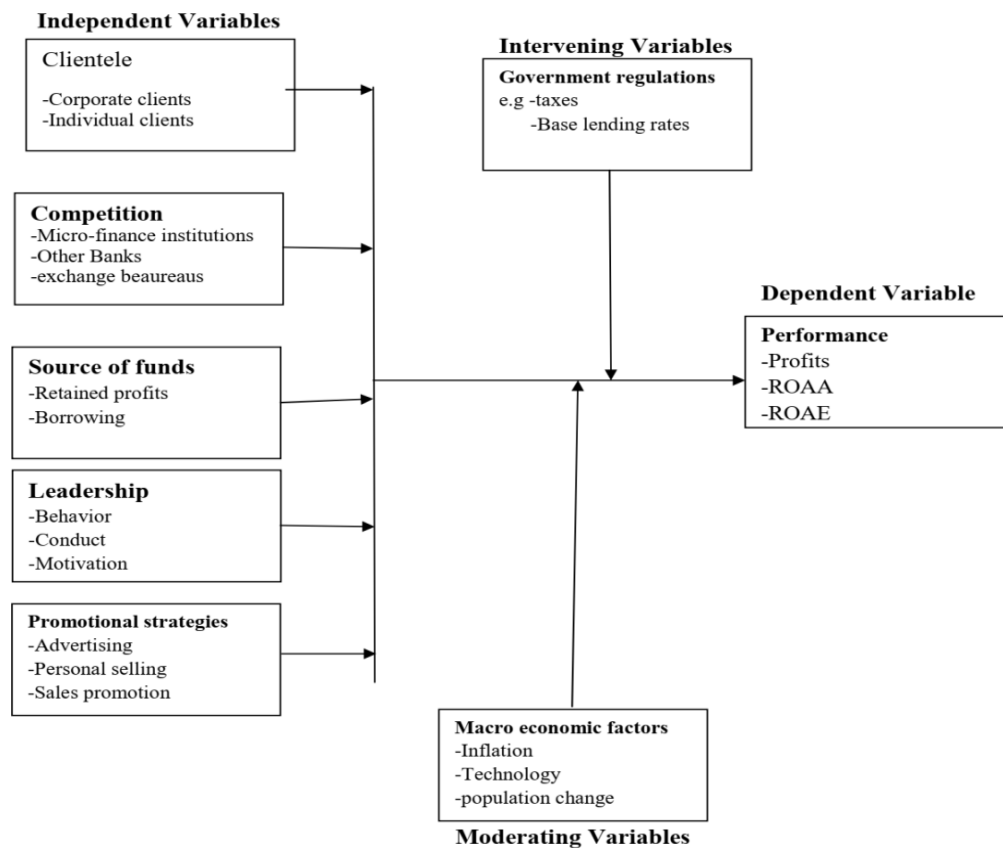 Independent Variables
Clientele
-Corporate clients
-Individual clients
Competition
-Micro-finance institutions
-Other Banks
-exchange beaureaus
Source of funds
-Retained profits
-Borrowing
Leadership
-Behavior
-Conduct
-Motivation
Promotional strategies
-Advertising
-Personal selling
-Sales promotion
Intervening Variables
Government regulations
e.g -taxes
-Base lending rates
Dependent Variable
Performance
-Profits
-ROAA
-ROAE
Macro economic factors
-Inflation
-Technology
-population change
Moderating Variables